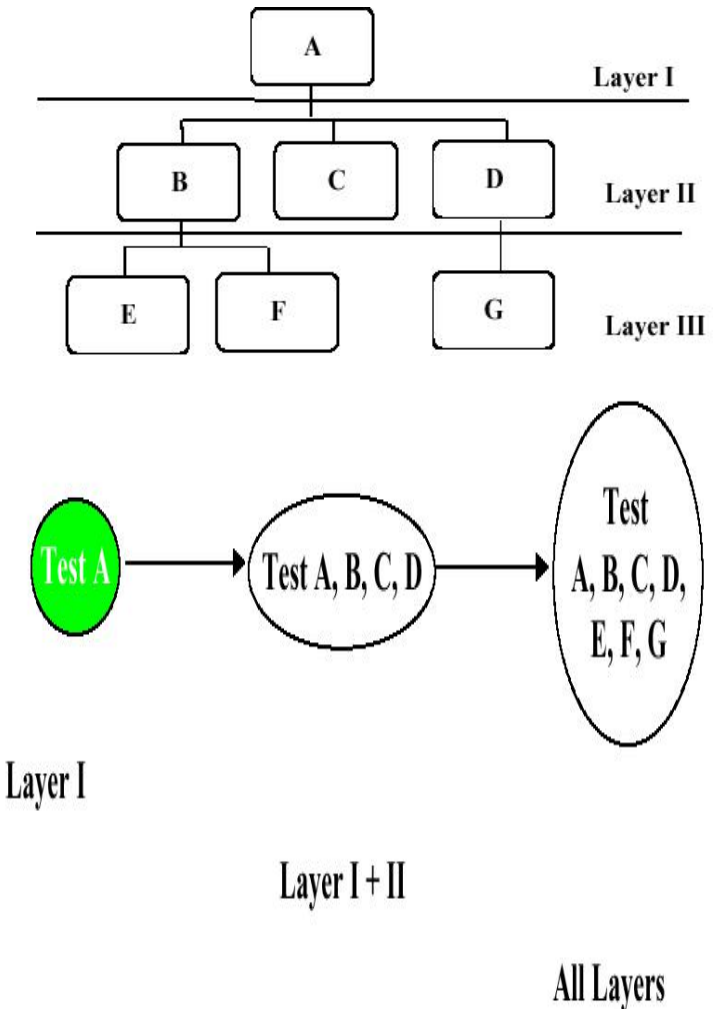 A
Layer I
B
C
D
Layer II
E
F
G
Layer III
Test A
Test A, B, C, D
Test
A, B, C, D,
E, F, G
Layer I
Layer I + II
All Layers